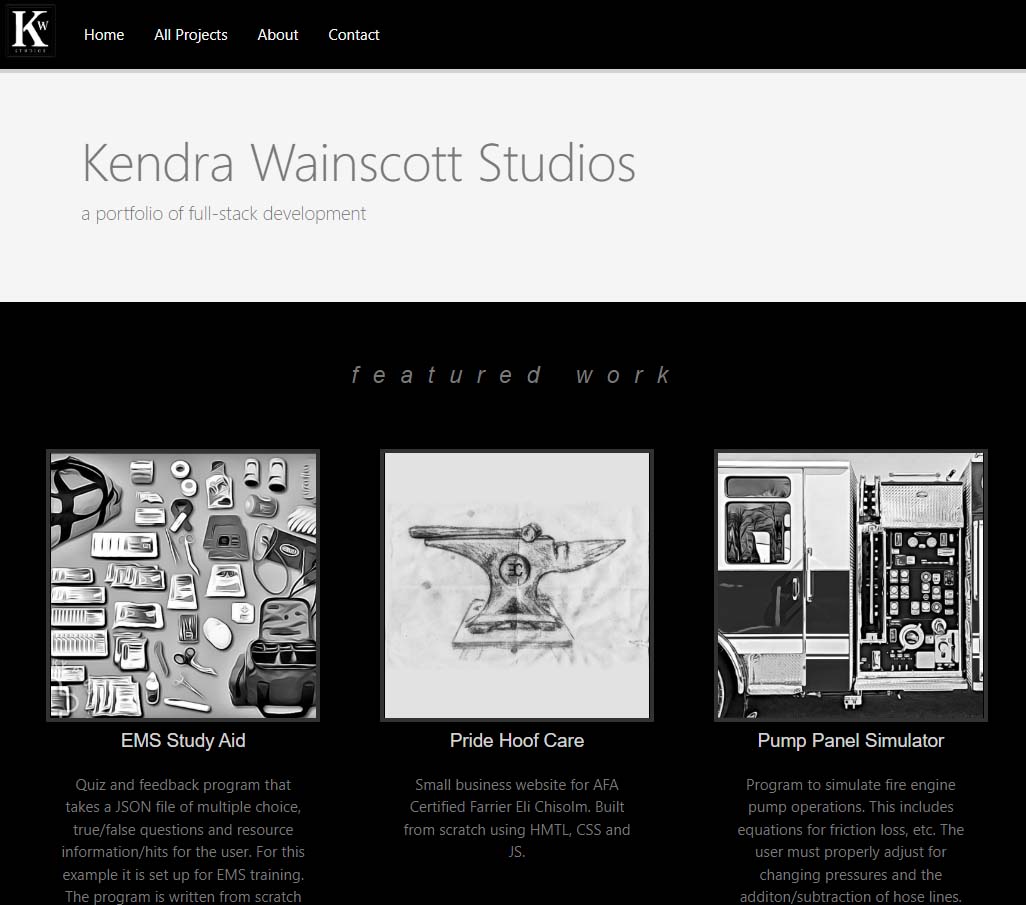 KW
STUDIOS
Home
All Projects
About
Contact
Kendra Wainscott Studios
a portfolio of full-stack development
featured work
EC
EMS Study Aid
Quiz and feedback program that
takes a JSON file of multiple choice,
true/false questions and resource
information/hits for the user. For this
example it is set up for EMS training.
The program is written from scratch
Pride Hoof Care
Small business website for AFA
Certified Farrier Eli Chisolm. Built
from scratch using HMTL, CSS and
JS.
Pump Panel Simulator
Program to simulate fire engine
pump operations. This includes
equations for friction loss, etc. The
user must properly adjust for
changing pressures and the
additon/subtraction of hose lines.